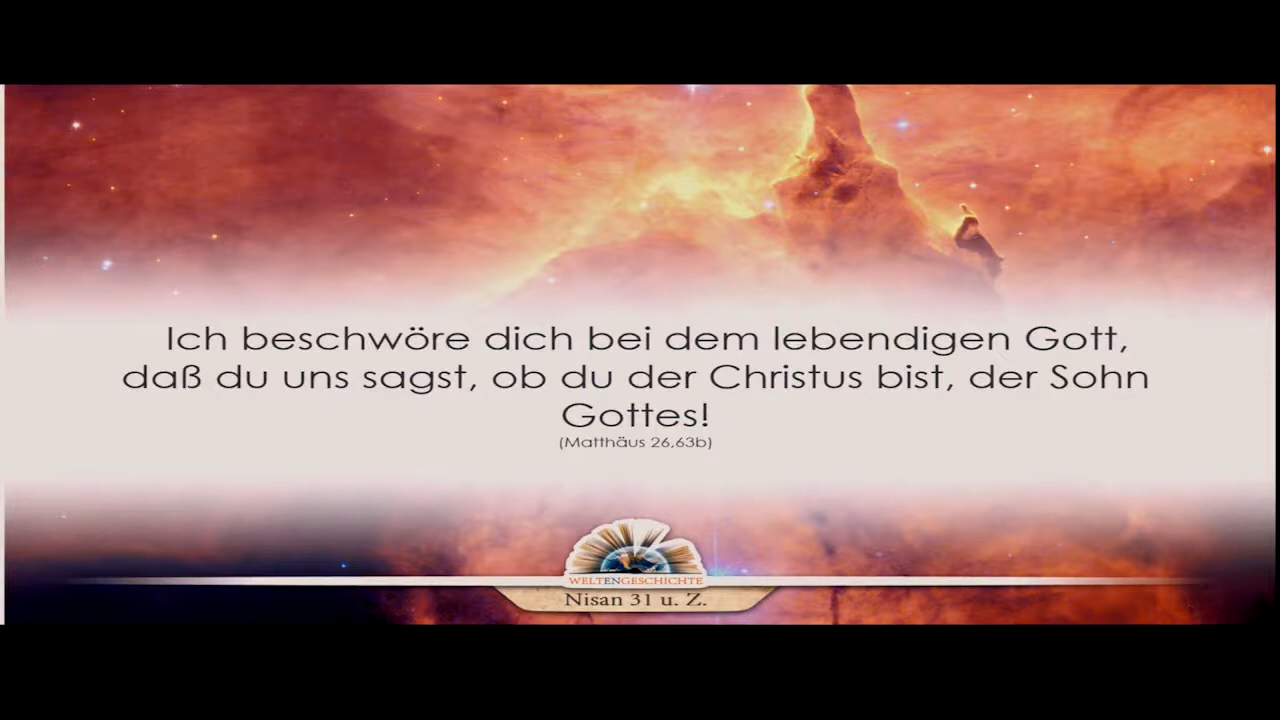 Ich beschwöre dich bei dem lebendigen Gott,
daß du uns sagst, ob du der Christus bist, der Sohn
Gottes!
(Matthäus 26,63b)
WELTENGESCHICHTE
Nisan 31 u. Z.